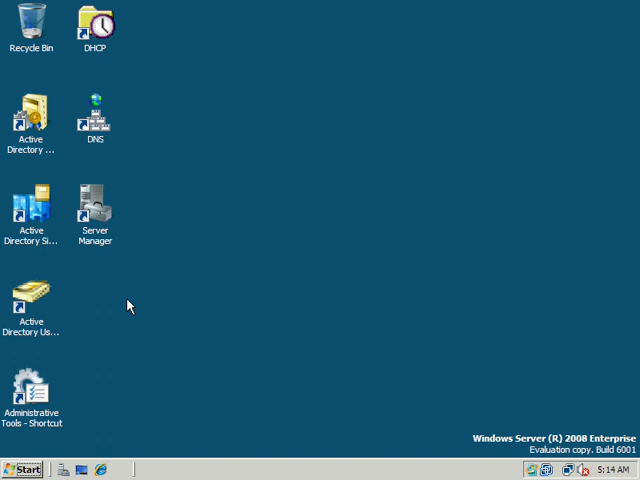 Recycle Bin
DHCP
Active
Directory ...
DNS
Active
Directory Si...
Server
Manager
Active
Directory Us...
Administrative
Tools - Shortcut
Windows Server (R) 2008 Enterprise
Evaluation copy. Build 6001
Start
5:14 AM